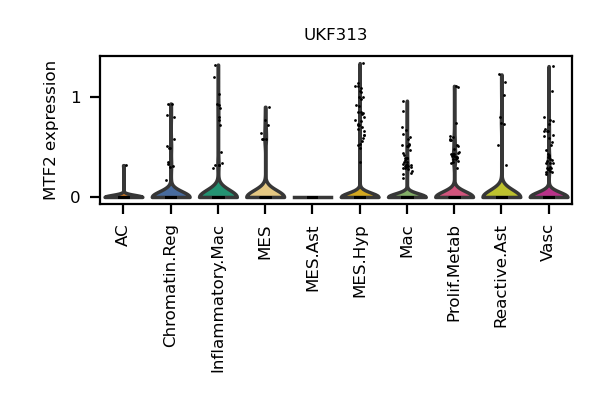 UKF313
MTF2 expression
1
0
AC
Chromatin.Reg
Inflammatory.Mac
MES
MES.Ast
MES.Hyp
Mac
Prolif.Metab
Reactive.Ast
Vasc